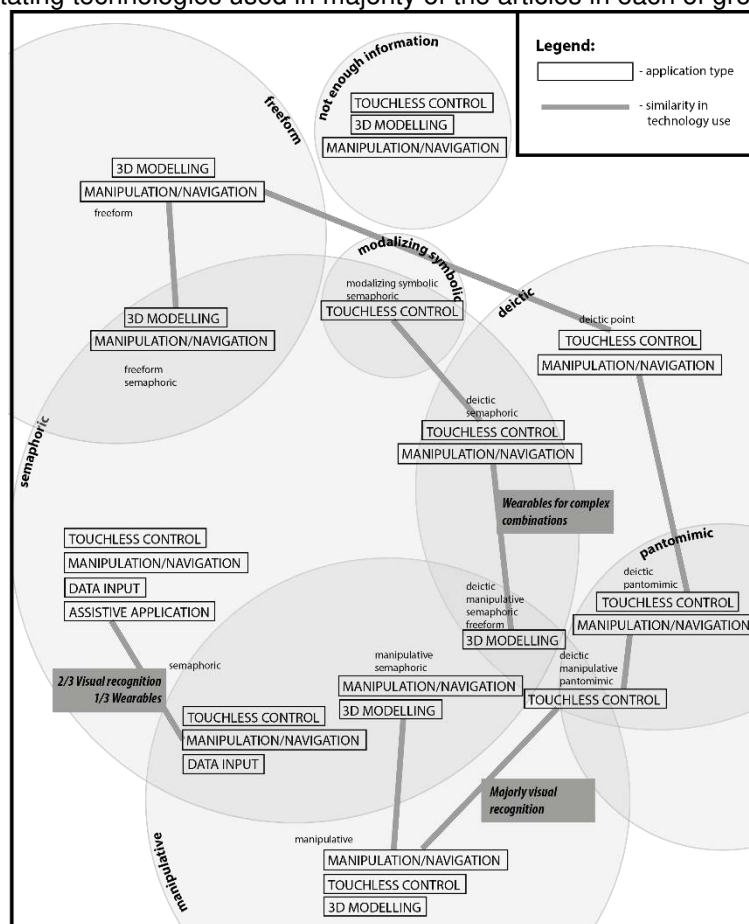 tating technologies used in majority of the articles in each of gro
Legend:
- application type
- similarity in
technology use
not enough information
TOUCHLESS CONTROL
3D MODELLING
MANIPULATION/NAVIGATION
freeform
3D MODELLING
MANIPULATION/NAVIGATION
freeform
modalizing symbolic
modalizing symbolic
semaphoric
TOUCHLESS CONTROL
deictic
3D MODELLING
MANIPULATION/NAVIGATION
freeform
semaphoric
deictic point
TOUCHLESS CONTROL
MANIPULATION/NAVIGATION
deictic
semaphoric
TOUCHLESS CONTROL
MANIPULATION/NAVIGATION
semaphoric
Wearables for complex
combinations
pantomimic
TOUCHLESS CONTROL
MANIPULATION/NAVIGATION
DATA INPUT
ASSISTIVE APPLICATION
deictic
pantomimic
TOUCHLESS CONTROL
MANIPULATION/NAVIGATION
deictic
manipulative
semaphoric
freeform
3D MODELLING
semaphoric
2/3 Visual recognition
1/3 Wearables
manipulative
semaphoric
MANIPULATION/NAVIGATION
3D MODELLING
deictic
manipulative
pantomimic
TOUCHLESS CONTROL
TOUCHLESS CONTROL
MANIPULATION/NAVIGATION
DATA INPUT
Majorly visual
recognition
manipulative
manipulative
MANIPULATION/NAVIGATION
TOUCHLESS CONTROL
3D MODELLING